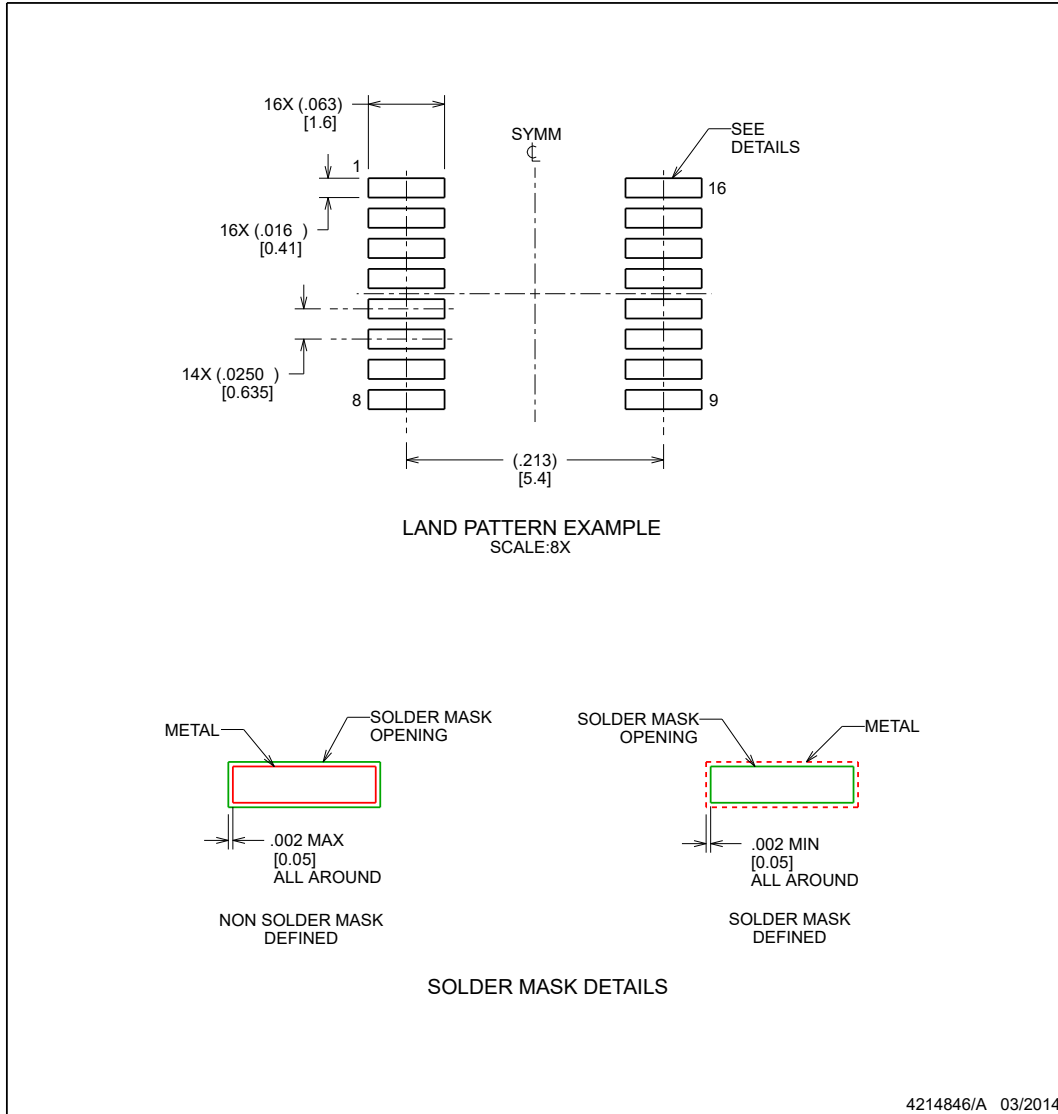 16X (.063)
[1.6]
SYMM
℄
SEE
DETAILS
1
16
16X (.016 )
[0.41]
14X (.0250 )
[0.635]
8
9
(.213)
[5.4]
LAND PATTERN EXAMPLE
SCALE:8X
METAL
SOLDER MASK
OPENING
.002 MAX
[0.05]
ALL AROUND
NON SOLDER MASK
DEFINED
SOLDER MASK
OPENING
METAL
.002 MIN
[0.05]
ALL AROUND
SOLDER MASK
DEFINED
SOLDER MASK DETAILS
4214846/A 03/2014